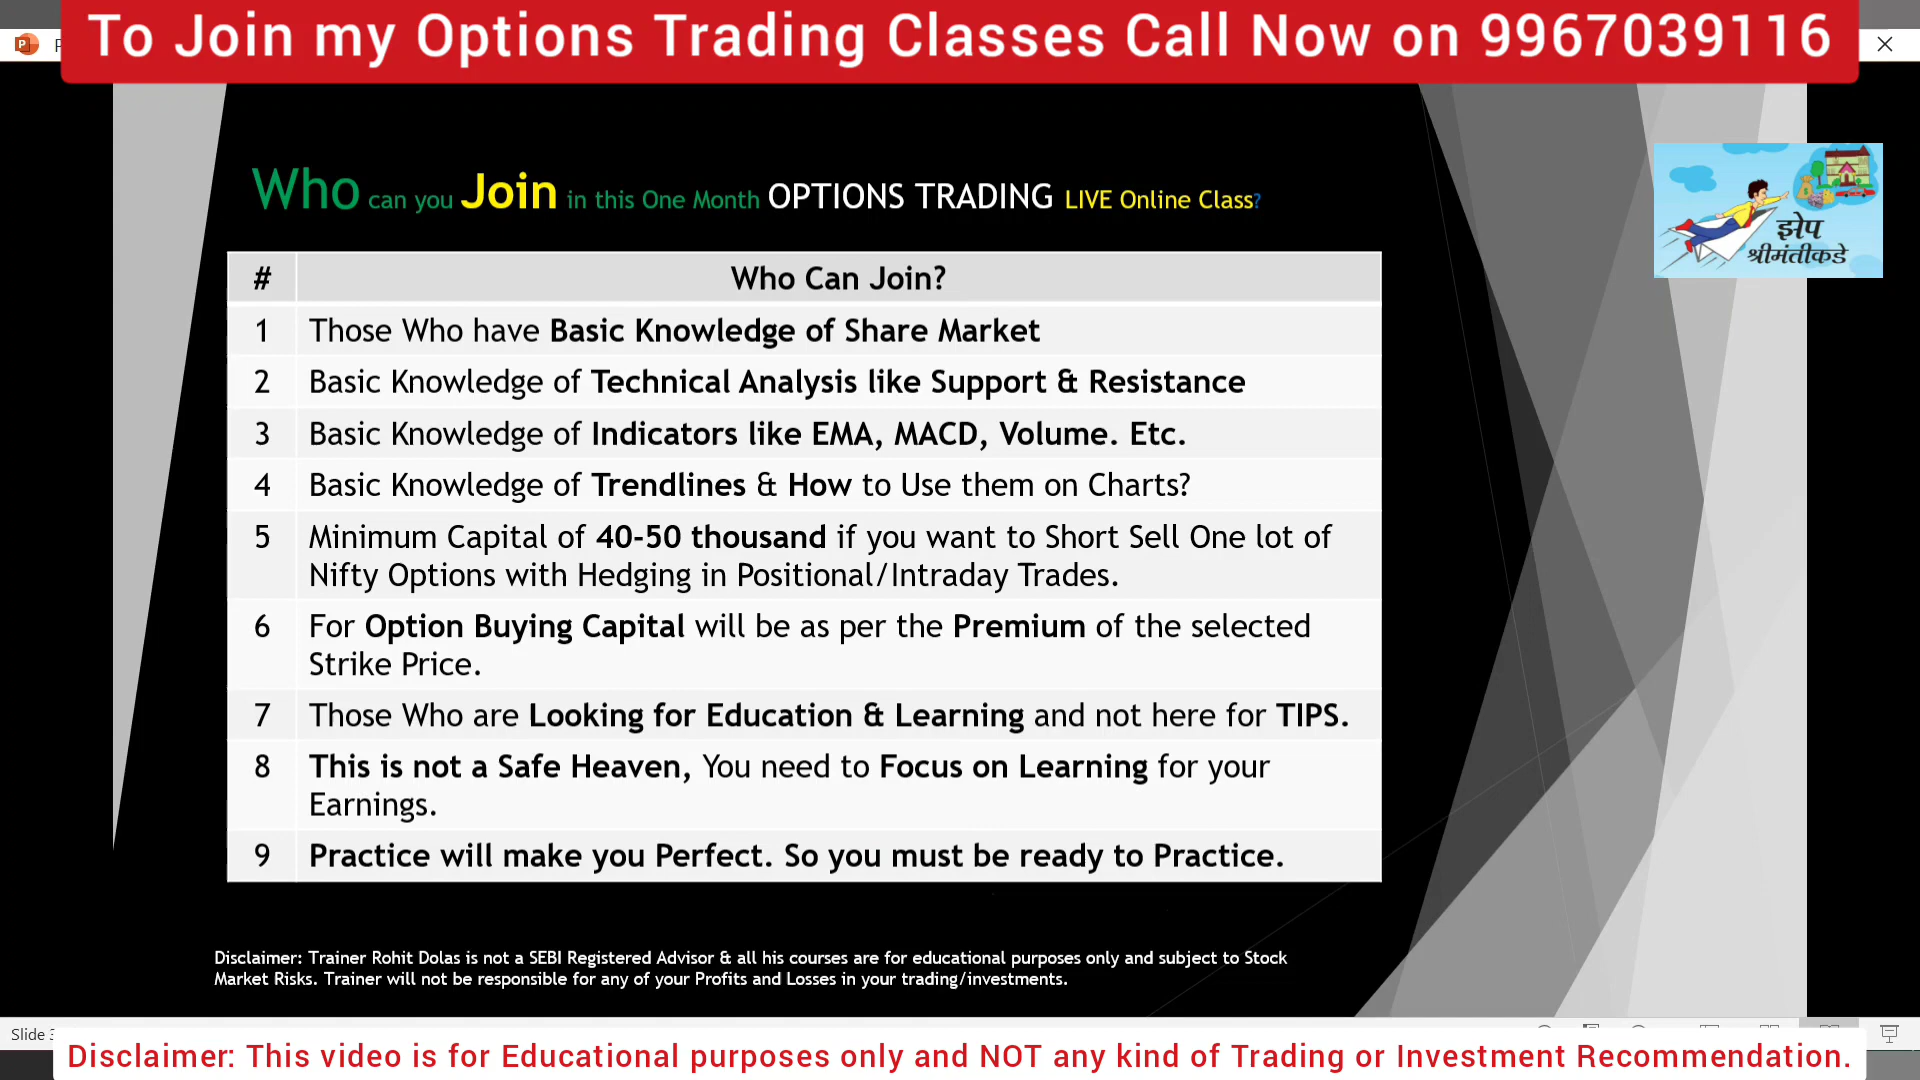 To Join my Options Trading Classes Call Now on 9967039116
Who can you Join in this One Month OPTIONS TRADING LIVE Online Class?
झेप
श्रीमंतीकडे
# Who Can Join?
1 Those Who have Basic Knowledge of Share Market
2 Basic Knowledge of Technical Analysis like Support & Resistance
3 Basic Knowledge of Indicators like EMA, MACD, Volume. Etc.
4 Basic Knowledge of Trendlines & How to Use them on Charts?
5 Minimum Capital of 40-50 thousand if you want to Short Sell One lot of
Nifty Options with Hedging in Positional/Intraday Trades.
6 For Option Buying Capital will be as per the Premium of the selected
Strike Price.
7 Those Who are Looking for Education & Learning and not here for TIPS.
8 This is not a Safe Heaven, You need to Focus on Learning for your
Earnings.
9 Practice will make you Perfect. So you must be ready to Practice.
Disclaimer: Trainer Rohit Dolas is not a SEBI Registered Advisor & all his courses are for educational purposes only and subject to Stock
Market Risks. Trainer will not be responsible for any of your Profits and Losses in your trading/investments.
Slide
Disclaimer: This video is for Educational purposes only and NOT any kind of Trading or Investment Recommendation.